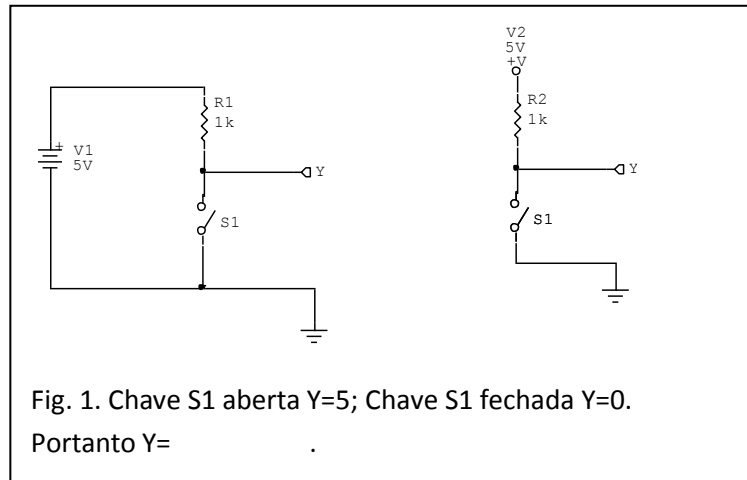 V2
5V
+V
R1
1k
R2
1k
+
V1
5V
Y
Y
S1
S1
Fig. 1. Chave S1 aberta Y=5; Chave S1 fechada Y=0.
Portanto Y= .